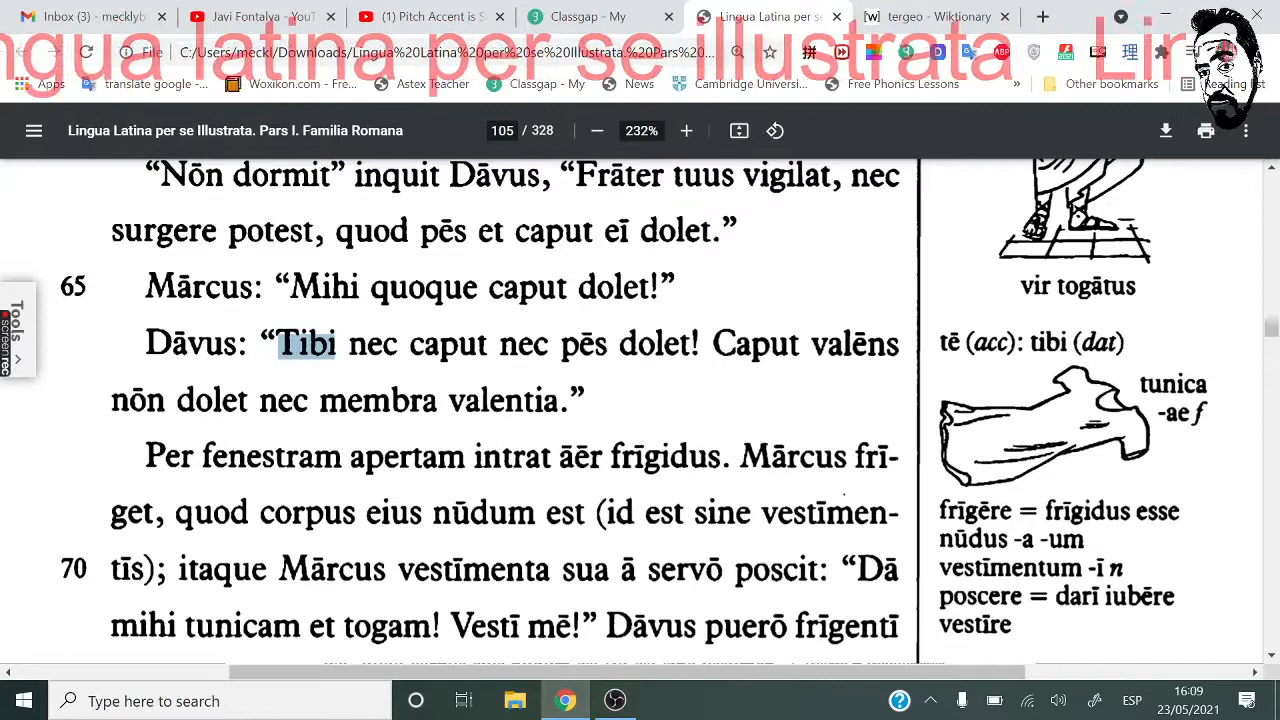 Inbox (3) - meckly
Javi Fontalya - You
(1) Pitch Accent is S
Classgap - My
Lingua Latina per se
tergeo - Wiktionary
File C:/Users/meckl/Downloads/Lingua%20Latina%20per%20se%20Illustrata.%20Pars%20...
ingua latina per se illustrata Lin
Apps
translate google -...
Woxikon.com - Fre...
Astex Teacher
Classgap - My
News
Cambridge Universi...
Free Phonics Lessons
»
Other bookmarks
Reading list
Lingua Latina per se Illustrata. Pars I. Familia Romana
105 / 328
232%
“Nōn dormit” inquit Dāvus, “Frāter tuus vigilat, nec
surgere potest, quod pēs et caput eī dolet.”
65 Mārcus: “Mihi quoque caput dolet!”
Dāvus: “Tibi nec caput nec pēs dolet! Caput valēns
nōn dolet nec membra valentia.”
Per fenestram apertam intrat āēr frīgidus. Mārcus frī-
get, quod corpus eius nūdum est (id est sine vestīmen-
70 tīs); itaque Mārcus vestīmenta sua ā servō poscit: “Dā
mihi tunicam et togam! Vestī mē!” Dāvus puerō frīgentī
vir togātus
tē (acc): tibi (dat)
tunica
-ae f
frīgēre = frīgidus esse
nūdus -a -um
vestīmentum -ī n
poscere = darī iubēre
vestīre
Tools
screenrec
Type here to search
ESP
16:09
23/05/2021